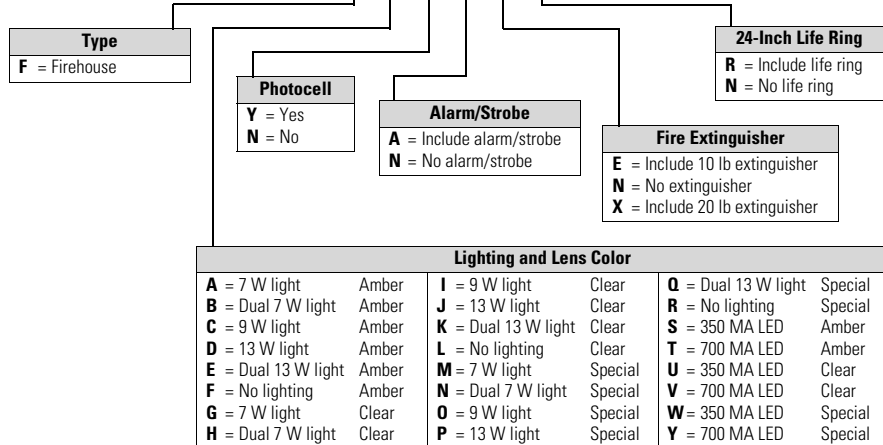 Type
F = Firehouse
24-Inch Life Ring
R = Include life ring
N = No life ring
Photocell
Y = Yes
N = No
Alarm/Strobe
A = Include alarm/strobe
N = No alarm/strobe
Fire Extinguisher
E = Include 10 lb extinguisher
N = No extinguisher
X = Include 20 lb extinguisher
Lighting and Lens Color
A = 7 W light Amber
B = Dual 7 W light Amber
C = 9 W light Amber
D = 13 W light Amber
E = Dual 13 W light Amber
F = No lighting Amber
G = 7 W light Clear
H = Dual 7 W light Clear
I = 9 W light Clear
J = 13 W light Clear
K = Dual 13 W light Clear
L = No lighting Clear
M = 7 W light Special
N = Dual 7 W light Special
O = 9 W light Special
P = 13 W light Special
Q = Dual 13 W light Special
R = No lighting Special
S = 350 MA LED Amber
T = 700 MA LED Amber
U = 350 MA LED Clear
V = 700 MA LED Clear
W = 350 MA LED Special
Y = 700 MA LED Special